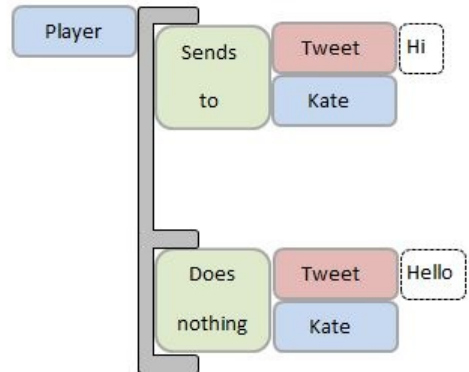 Player
Sends to
Tweet
Hi
Kate
Does nothing
Tweet
Hello
Kate